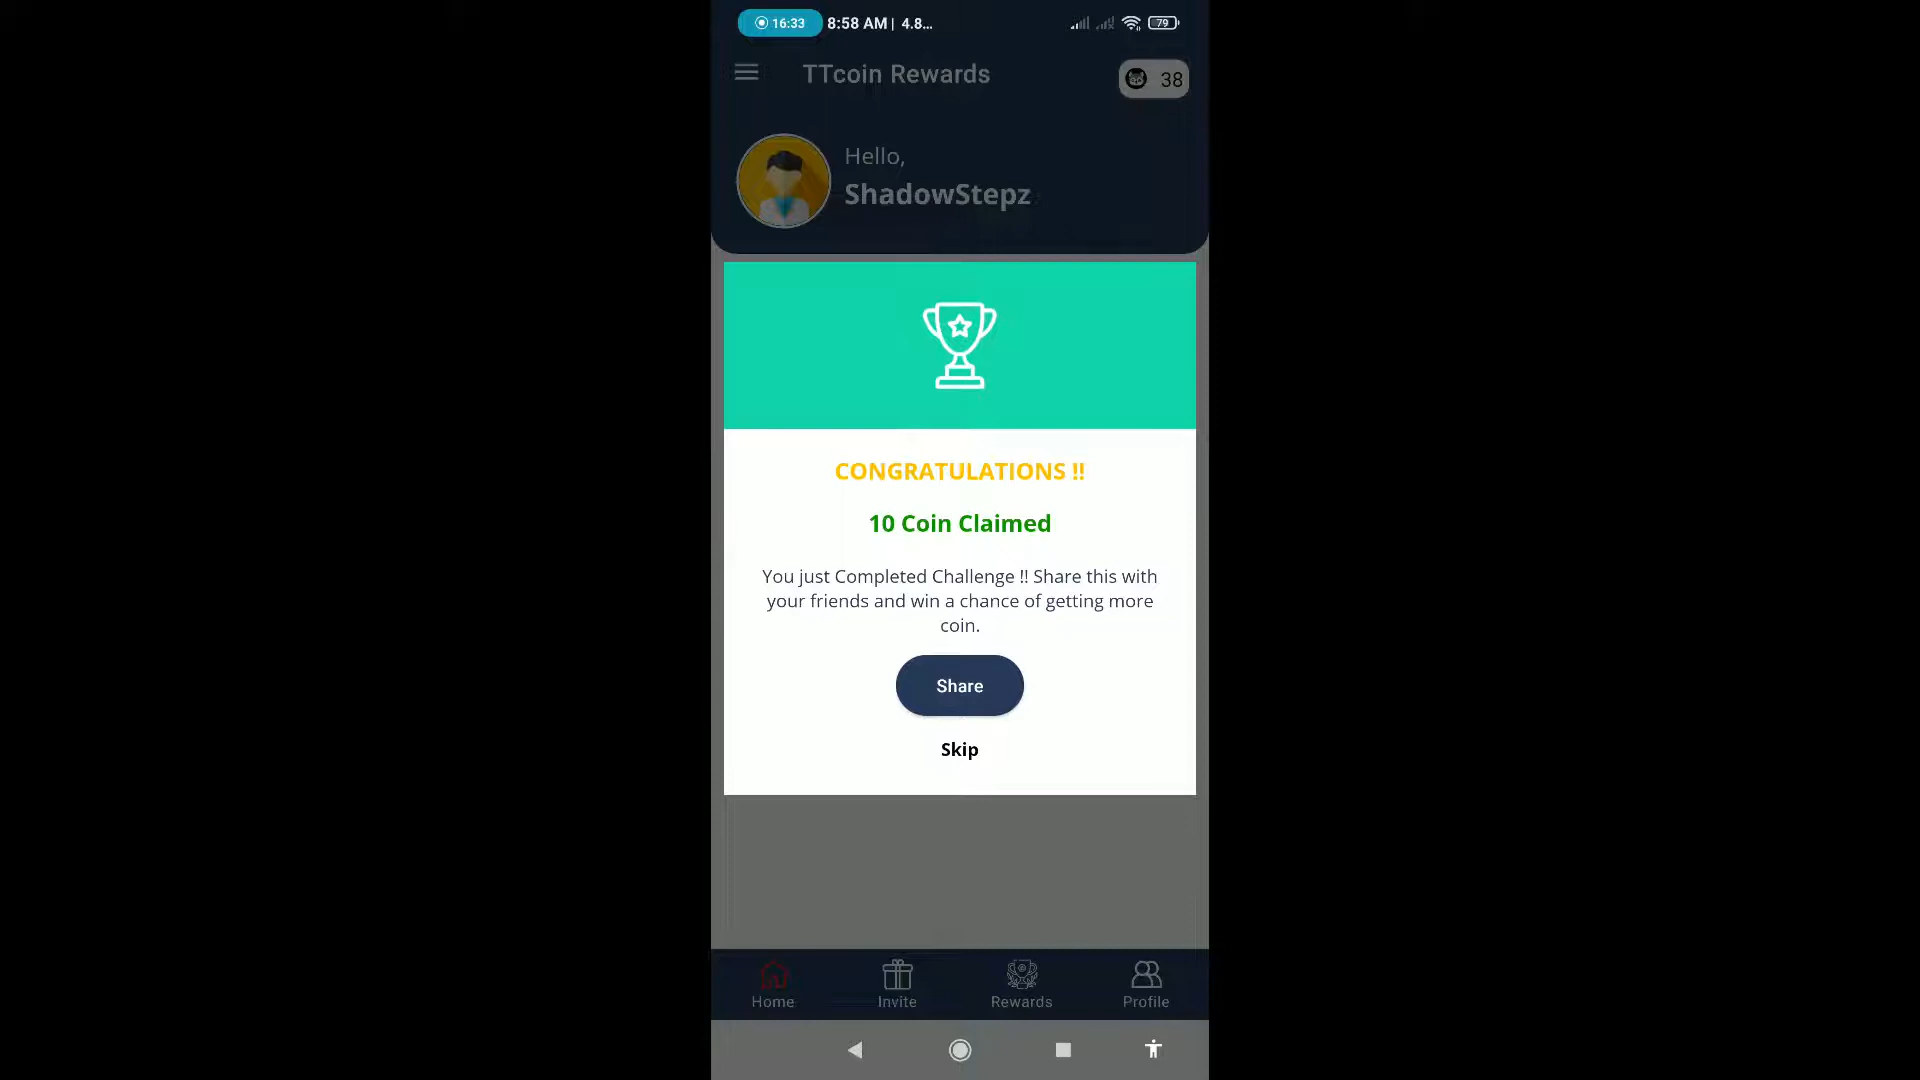 16:33 8:58 AM | 4.8... 79
TTcoin Rewards 38
Hello,
ShadowStepz
CONGRATULATIONS !!
10 Coin Claimed
You just Completed Challenge !! Share this with
your friends and win a chance of getting more
coin.
Share
Skip
Home Invite Rewards Profile